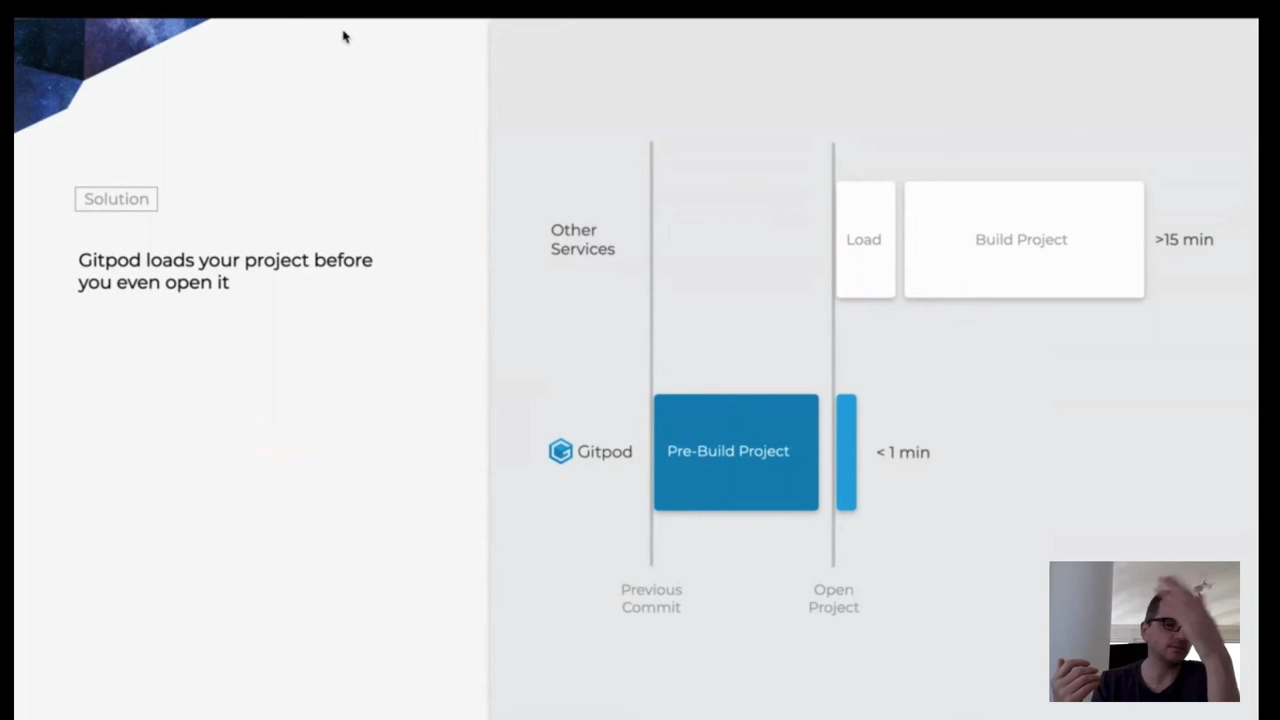 Solution
Gitpod loads your project before
you even open it
Other
Services
Load
Build Project
>15 min
Gitpod
Pre-Build Project
< 1 min
Previous
Commit
Open
Project